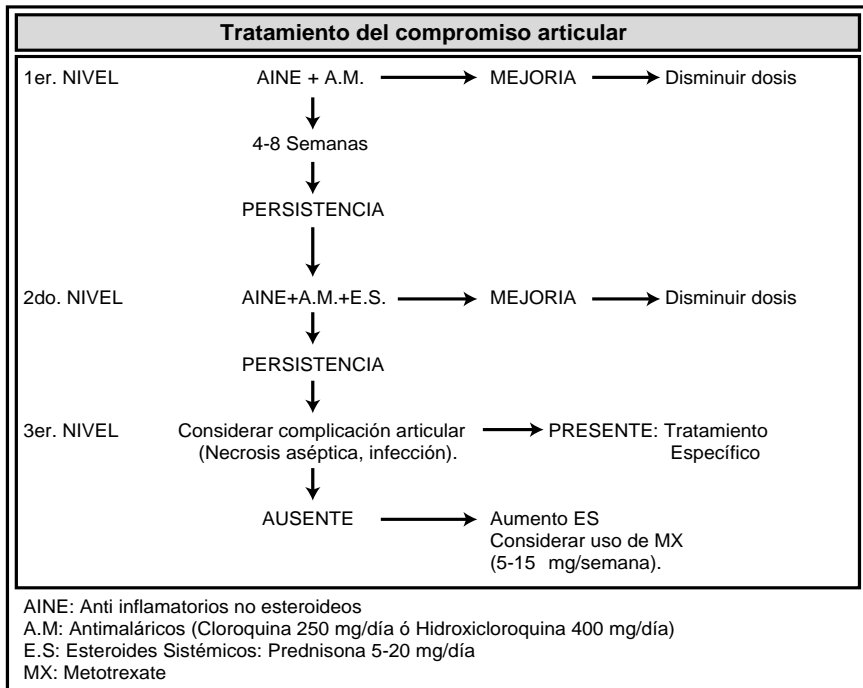 Tratamiento del compromiso articular
1er. NIVEL AINE + A.M. MEJORIA Disminuir dosis
4-8 Semanas
PERSISTENCIA
2do. NIVEL AINE+A.M.+E.S. MEJORIA Disminuir dosis
PERSISTENCIA
3er. NIVEL Considerar complicación articular PRESENTE: Tratamiento
(Necrosis aséptica, infección). Específico
AUSENTE Aumento ES
Considerar uso de MX
(5-15 mg/semana).
AINE: Anti inflamatorios no esteroideos
A.M: Antimaláricos (Cloroquina 250 mg/día ó Hidroxicloroquina 400 mg/día)
E.S: Esteroides Sistémicos: Prednisona 5-20 mg/día
MX: Metotrexate